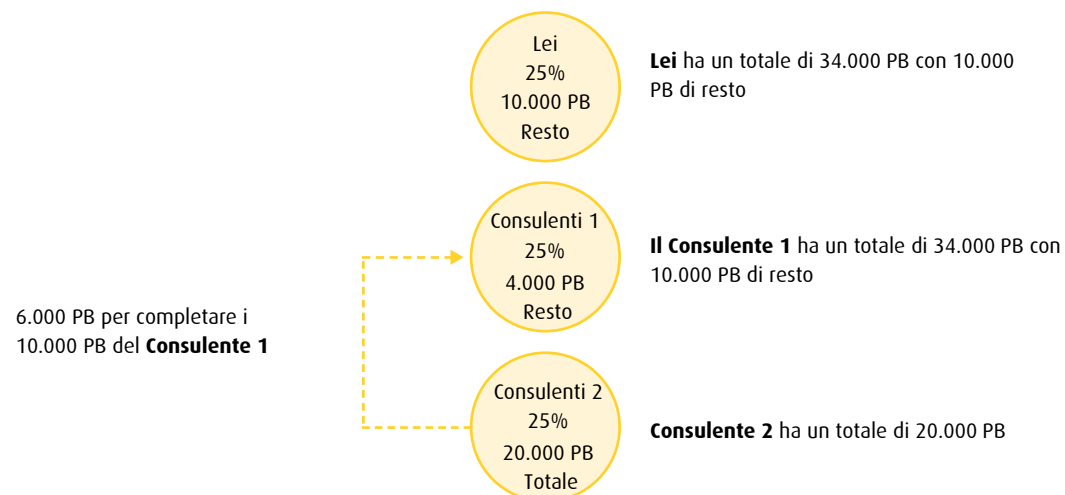 Lei
25%
10.000 PB
Resto
Lei ha un totale di 34.000 PB con 10.000
PB di resto
Consulenti 1
25%
4.000 PB
Resto
Il Consulente 1 ha un totale di 34.000 PB con
10.000 PB di resto
6.000 PB per completare i
10.000 PB del Consulente 1
Consulenti 2
25%
20.000 PB
Totale
Consulente 2 ha un totale di 20.000 PB